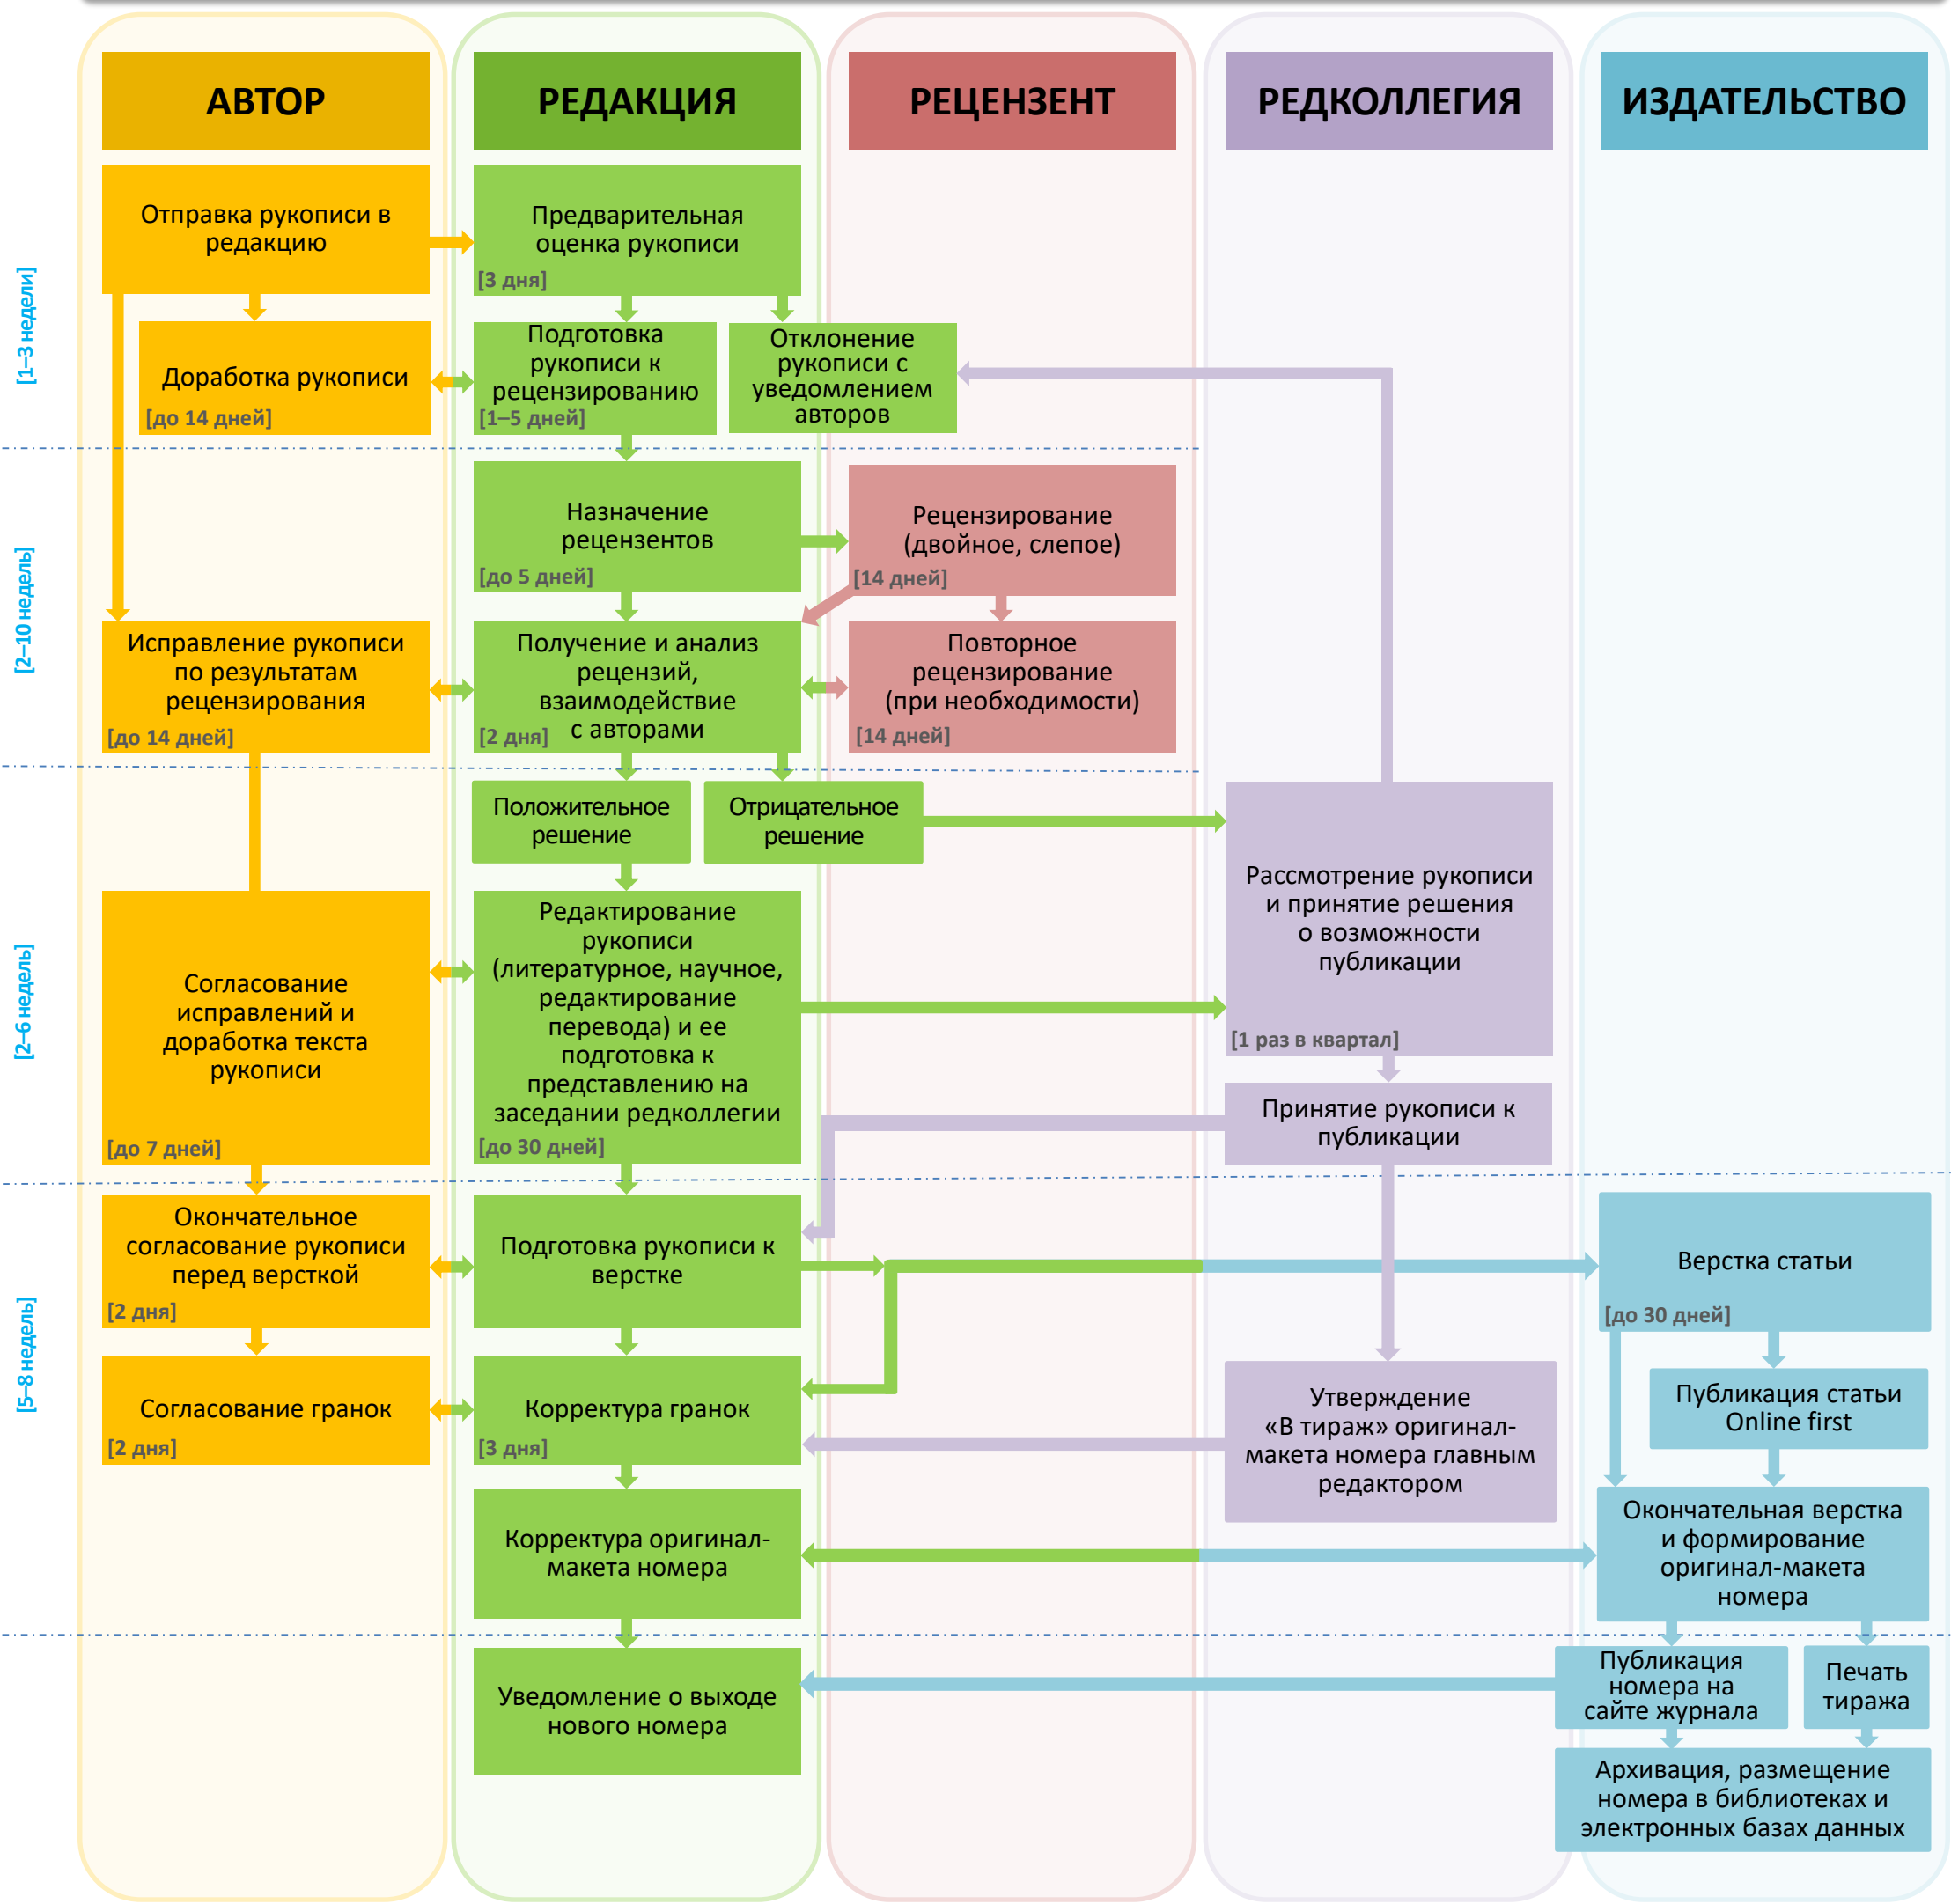 АВТОР
РЕДАКЦИЯ
РЕЦЕНЗЕНТ
РЕДКОЛЛЕГИЯ
ИЗДАТЕЛЬСТВО
[1–3 недели]
Отправка рукописи в
редакцию
Предварительная
оценка рукописи
[3 дня]
Доработка рукописи
[до 14 дней]
Подготовка
рукописи к
рецензированию
[1–5 дней]
Отклонение
рукописи с
уведомлением
авторов
[2–10 недель]
Назначение
рецензентов
[до 5 дней]
Рецензирование
(двойное, слепое)
[14 дней]
Исправление рукописи
по результатам
рецензирования
[до 14 дней]
Получение и анализ
рецензий,
взаимодействие
с авторами
[2 дня]
Повторное
рецензирование
(при необходимости)
[14 дней]
[2–6 недель]
Положительное
решение
Отрицательное
решение
Рассмотрение рукописи
и принятие решения
о возможности
публикации
[1 раз в квартал]
Согласование
исправлений и
доработка текста
рукописи
[до 7 дней]
Редактирование
рукописи
(литературное, научное,
редактирование
перевода) и ее
подготовка к
представлению на
заседании редколлегии
[до 30 дней]
Принятие рукописи к
публикации
[5–8 недель]
Окончательное
согласование рукописи
перед версткой
[2 дня]
Подготовка рукописи к
верстке
Верстка статьи
[до 30 дней]
Согласование гранок
[2 дня]
Корректура гранок
[3 дня]
Утверждение
«В тираж» оригинал-
макета номера главным
редактором
Публикация статьи
Online first
Корректура оригинал-
макета номера
Окончательная верстка
и формирование
оригинал-макета
номера
Уведомление о выходе
нового номера
Публикация
номера на
сайте журнала
Печать
тиража
Архивация, размещение
номера в библиотеках и
электронных базах данных